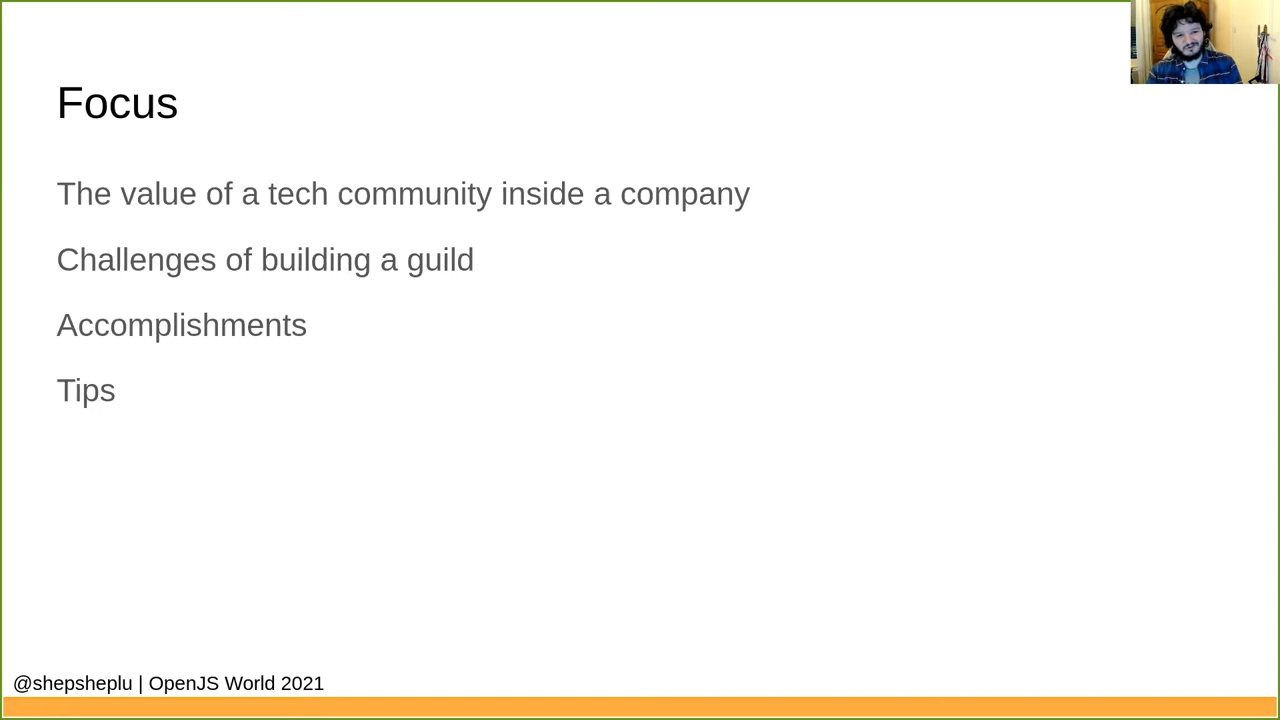 Focus
The value of a tech community inside a company
Challenges of building a guild
Accomplishments
Tips
@shepsheplu | OpenJS World 2021